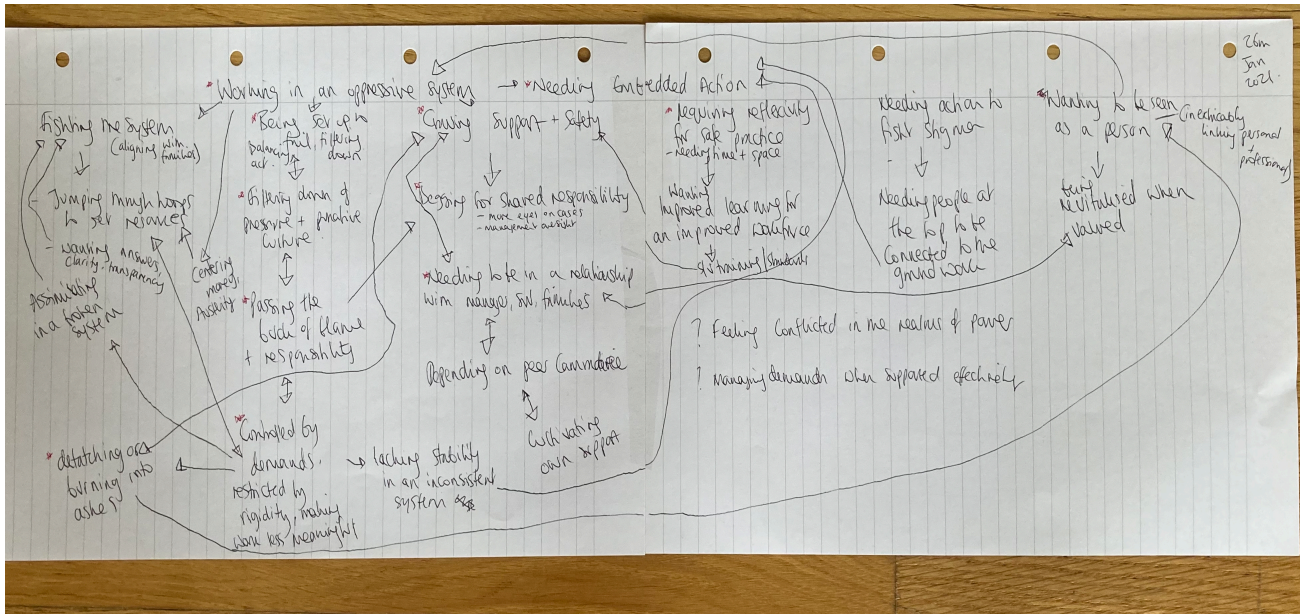 26th
Jan
2021.
* Working in an oppressive system → * Needing Embedded Action
Fighting the system
(aligning with
families)
- Jumping through hoops
to get resources
- wanting answers,
clarity, transparency
Assimilating
in a broken
system
Centering
money,
Austerity
* Being set up to
fail, filtering
down
balancing
act.
* Filtering down of
pressure + punitive
culture
* Passing the
buck of blame
+ responsibility
* Controlled by
demands.
restricted by
rigidity, making
work less meaningful
* detatching or
burning into
ashes
→ lacking stability
in an inconsistent
system
* Craving support + safety
* Begging for shared responsibility
- more eyes on cases
- management oversight
* Needing to be in a relationship
with manager, SW, families
Depending on peer
Cultivating
own support
* Requiring reflexivity
for safe practice
- needing time + space
Wanting
improved learning for
an improved workforce
training/standards
Needing action to
fight stigma
-
Needing people at
the top to be
connected to the
ground work
* Wanting to be seen
as a person
(inextricably
linking personal
+
professional)
being
revitalised when
valued
? Feeling conflicted in the realms of power
? Managing demands when supported effectively